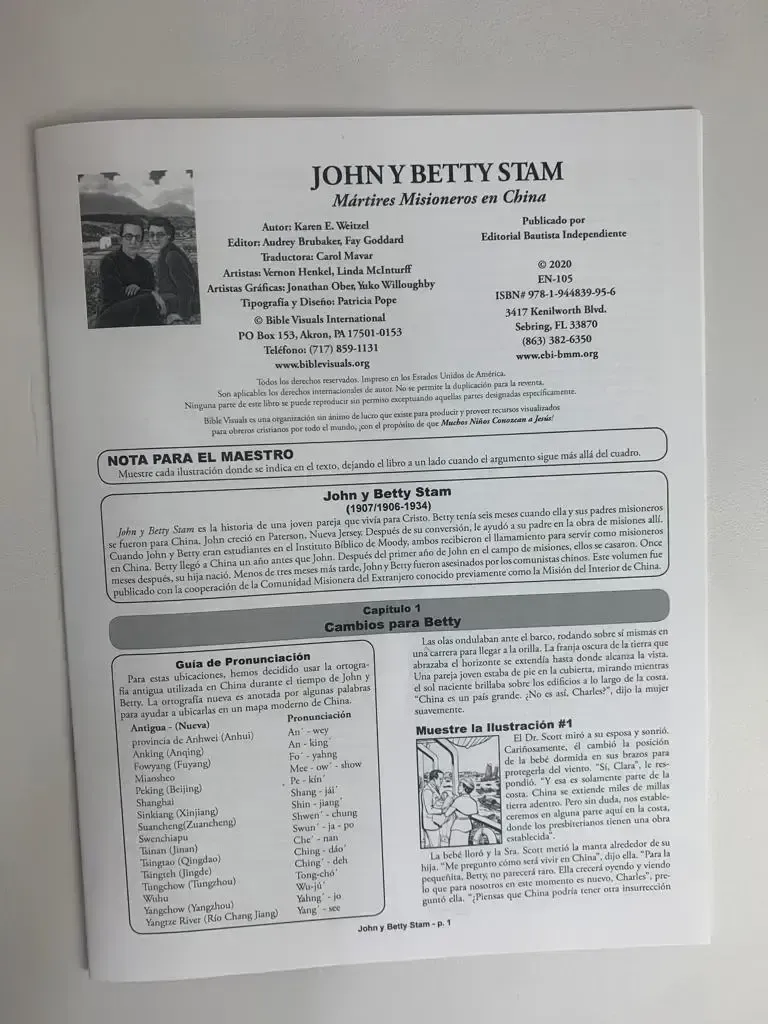 JOHN Y BETTY STAM
Mártires Misioneros en China
Autor: Karen E. Weitzel
Editor: Audrey Brubaker, Fay Goddard
Traductora: Carol Mavar
Artistas: Vernon Henkel, Linda McInturff
Artistas Gráficas: Jonathan Ober, Yuko Willoughby
Tipografía y Diseño: Patricia Pope
© Bible Visuals International
PO Box 153, Akron, PA 17501-0153
Teléfono: (717) 859-1131
www.biblevisuals.org
Publicado por
Editorial Bautista Independiente
© 2020
EN-105
ISBN# 978-1-944839-95-6
3417 Kenilworth Blvd.
Sebring, FL 33870
(863) 382-6350
www.ebi-bmm.org
Todos los derechos reservados. Impreso en los Estados Unidos de América.
Son aplicables los derechos internacionales de autor. No se permite la duplicación para la reventa.
Ninguna parte de este libro se puede reproducir sin permiso exceptuando aquellas partes designadas específicamente.
Bible Visuals es una organización sin ánimo de lucro que existe para producir y proveer recursos visualizados
para obreros cristianos por todo el mundo, ¡con el propósito de que Muchos Niños Conozcan a Jesús!
NOTA PARA EL MAESTRO
Muestre cada ilustración donde se indica en el texto, dejando el libro a un lado cuando el argumento sigue más allá del cuadro.
John y Betty Stam
(1907/1906-1934)
John y Betty Stam es la historia de una joven pareja que vivía para Cristo. Betty tenía seis meses cuando ella y sus padres misioneros
se fueron para China. John creció en Paterson, Nueva Jersey. Después de su conversión, le ayudó a su padre en la obra de misiones allí.
Cuando John y Betty eran estudiantes en el Instituto Bíblico de Moody, ambos recibieron el llamamiento para servir como misioneros
en China. Betty llegó a China un año antes que John. Después del primer año de John en el campo de misiones, ellos se casaron. Once
meses después, su hija nació. Menos de tres meses más tarde, John y Betty fueron asesinados por los comunistas chinos. Este volumen fue
publicado con la cooperación de la Comunidad Misionera del Extranjero conocido previamente como la Misión del Interior de China.
Capítulo 1
Cambios para Betty
Guía de Pronunciación
Para estas ubicaciones, hemos decidido usar la ortogra-
fía antigua utilizada en China durante el tiempo de John y
Betty. La ortografía nueva es anotada por algunas palabras
para ayudar a ubicarlas en un mapa moderno de China.
Antigua - (Nueva) Pronunciación
provincia de Anhwei (Anhui) An´ - wey
Anking (Anqing) An - king´
Fowyang (Fuyang) Fo´ - yahng
Miaosheo Mee - ow´ - show
Peking (Beijing) Pe - kín´
Shanghai Shang - jái´
Sinkiang (Xinjiang) Shin - jiang´
Suancheng(Zuancheng) Shwen´ - chung
Swenchiapu Swun´ - ja - po
Tsinan (Jinan) Che´ - nan
Tsingtao (Qingdao) Ching - dáo´
Tsingteh (Jingde) Ching´ - deh
Tungchow (Tungzhou) Tong-chó´
Wuhu Wu-jú´
Yangchow (Yangzhou) Yahng´ - jo
Yangtze River (Río Chang Jiang) Yang´ - see
Las olas ondulaban ante el barco, rodando sobre sí mismas en
una carrera para llegar a la orilla. La franja oscura de la tierra que
abrazaba el horizonte se extendía hasta donde alcanza la vista.
Una pareja joven estaba de pie en la cubierta, mirando mientras
el sol naciente brillaba sobre los edificios a lo largo de la costa.
“China es un país grande. ¿No es así, Charles?”, dijo la mujer
suavemente.
Muestre la Ilustración #1
El Dr. Scott miró a su esposa y sonrió.
Cariñosamente, él cambió la posición
de la bebé dormida en sus brazos para
protegerla del viento. “Sí, Clara”, le res-
pondió. “Y esa es solamente parte de la
costa. China se extiende miles de millas
tierra adentro. Pero sin duda, nos estable-
ceremos en alguna parte aquí en la costa,
donde los presbiterianos tienen una obra
establecida”.
La bebé lloró y la Sra. Scott metió la manta alrededor de su
hija. “Me pregunto cómo será vivir en China”, dijo ella. “Para la
pequeñita, Betty, no parecerá raro. Ella crecerá oyendo y viendo
lo que para nosotros en este momento es nuevo, Charles”, pre-
guntó ella. “¿Piensas que China podría tener otra insurrección
John y Betty Stam - p. 1